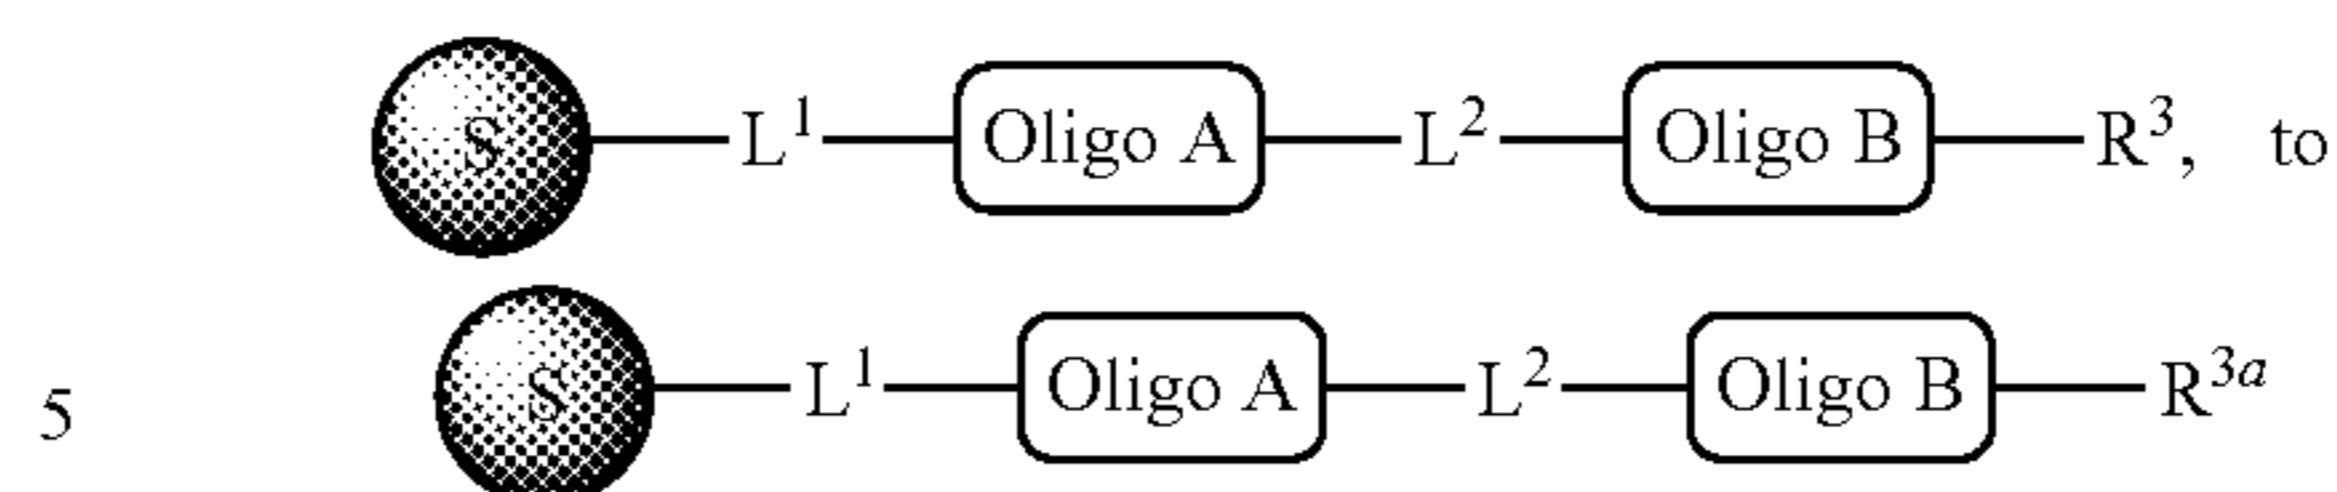 S L¹ Oligo A L² Oligo B R³, to
5 S L¹ Oligo A L² Oligo B R³ᵃ